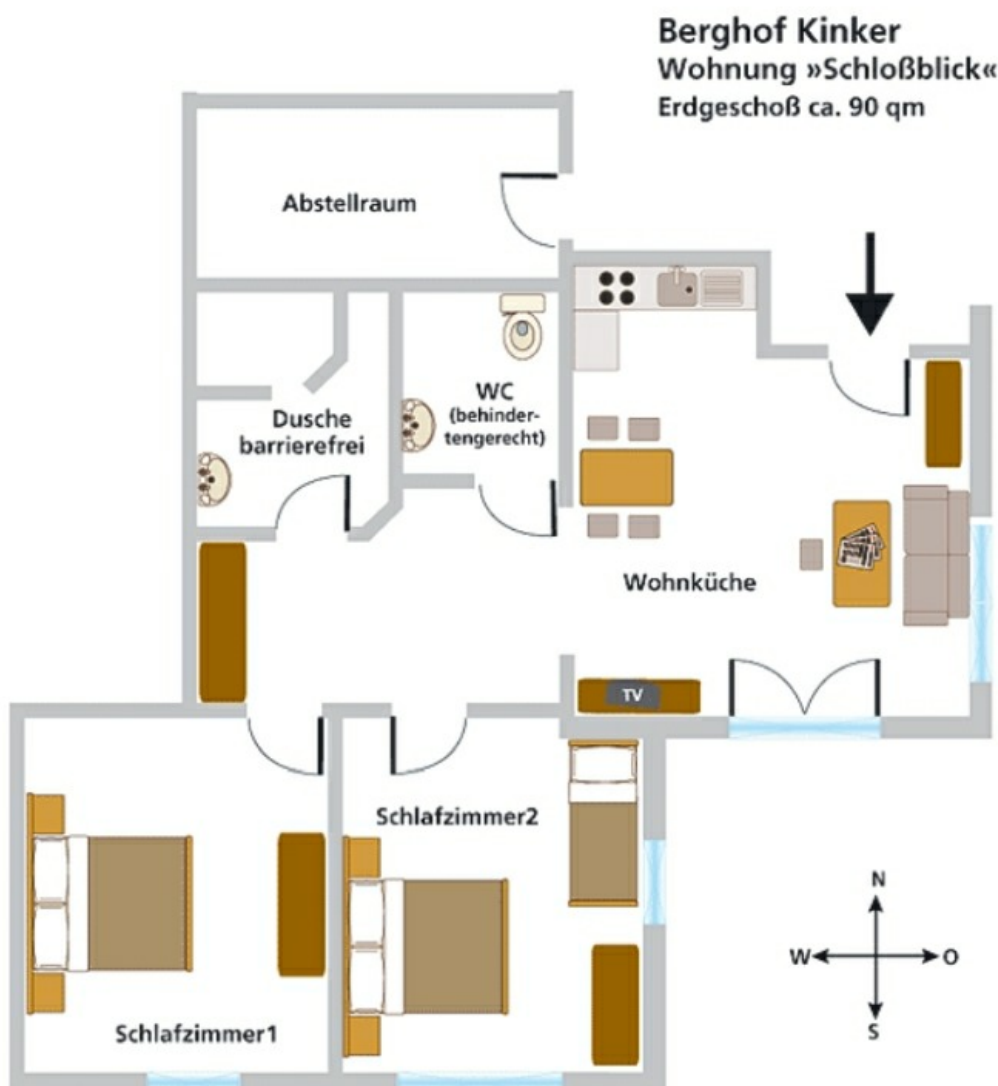 Berghof Kinker
Wohnung »Schloßblick«
Erdgeschoß ca. 90 qm
Abstellraum
WC
(behinder-
tengerecht)
Dusche
barrierefrei
Wohnküche
TV
Schlafzimmer2
Schlafzimmer1
N
W
O
S